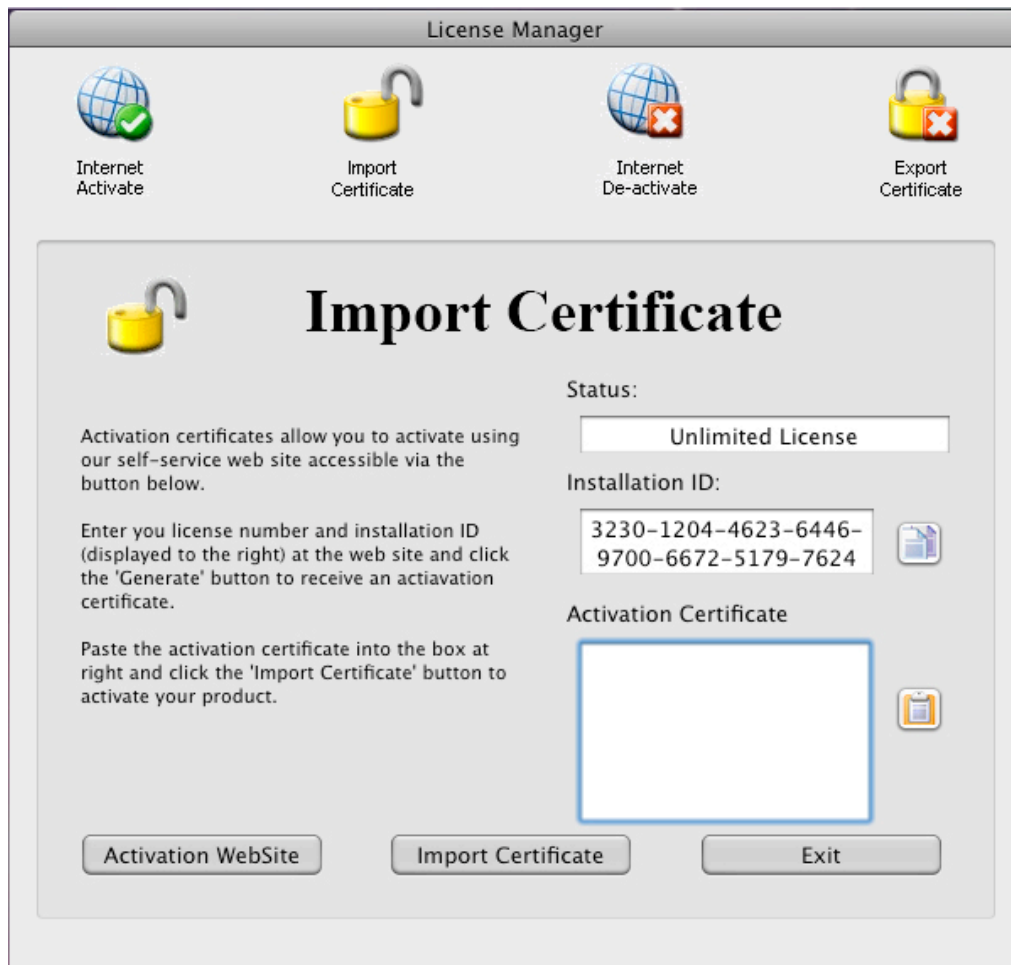 License Manager
Internet
Activate
Import
Certificate
Internet
De-activate
Export
Certificate
Import Certificate
Activation certificates allow you to activate using
our self-service web site accessible via the
button below.
Enter you license number and installation ID
(displayed to the right) at the web site and click
the 'Generate' button to receive an actiavation
certificate.
Paste the activation certificate into the box at
right and click the 'Import Certificate' button to
activate your product.
Status:
Unlimited License
Installation ID:
3230-1204-4623-6446-
9700-6672-5179-7624
Activation Certificate
Activation WebSite
Import Certificate
Exit